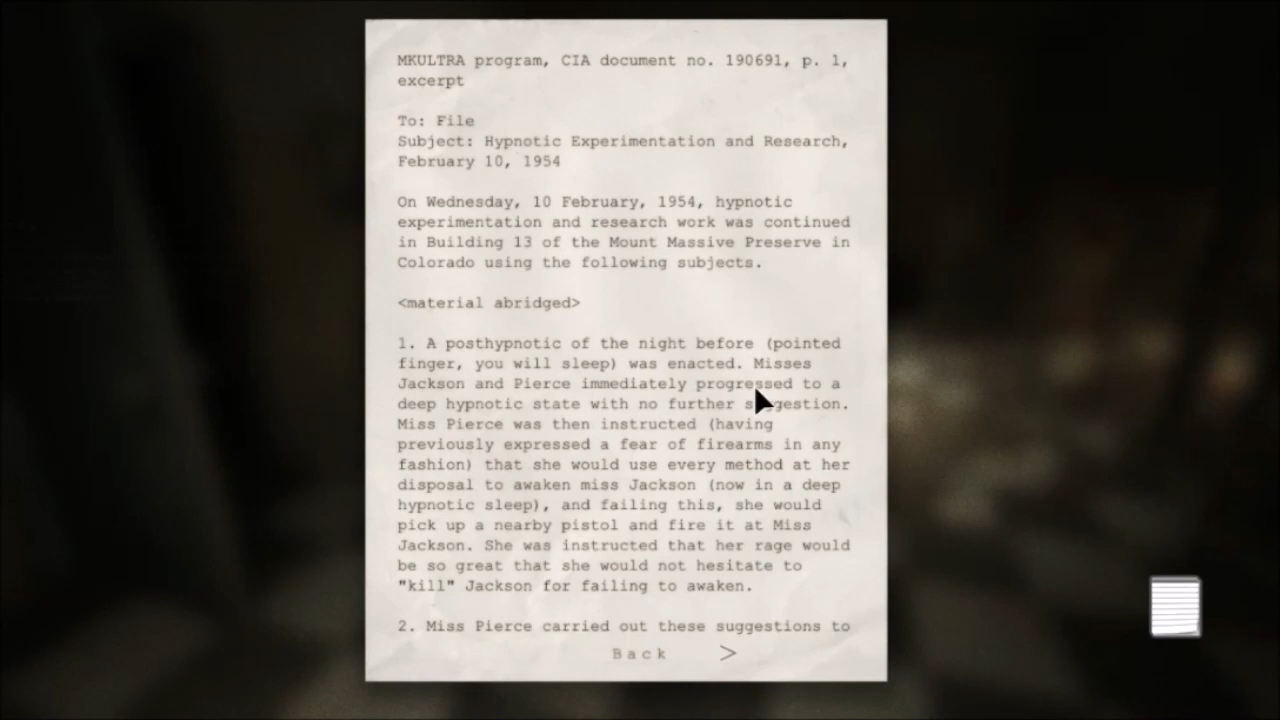 MKULTRA program, CIA document no. 190691, p. 1,
excerpt
To: File
Subject: Hypnotic Experimentation and Research,
February 10, 1954
On Wednesday, 10 February, 1954, hypnotic
experimentation and research work was continued
in Building 13 of the Mount Massive Preserve in
Colorado using the following subjects.
<material abridged>
1. A posthypnotic of the night before (pointed
finger, you will sleep) was enacted. Misses
Jackson and Pierce immediately progressed to a
deep hypnotic state with no further suggestion.
Miss Pierce was then instructed (having
previously expressed a fear of firearms in any
fashion) that she would use every method at her
disposal to awaken miss Jackson (now in a deep
hypnotic sleep), and failing this, she would
pick up a nearby pistol and fire it at Miss
Jackson. She was instructed that her rage would
be so great that she would not hesitate to
"kill" Jackson for failing to awaken.
2. Miss Pierce carried out these suggestions to
Back >